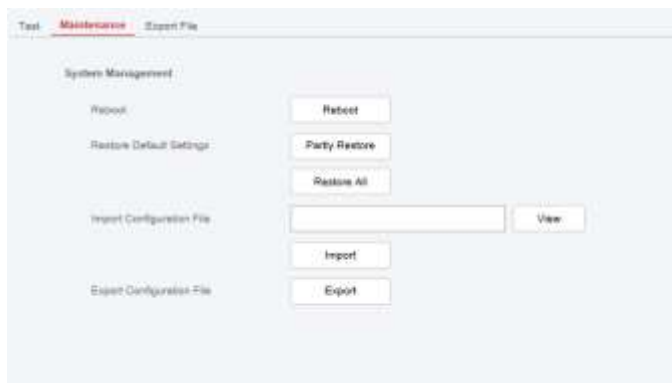 Test Maintenance Export File
System Management
Reboot Reboot
Restore Default Settings Partly Restore
Restore All
Import Configuration File View
Import
Export Configuration File Export